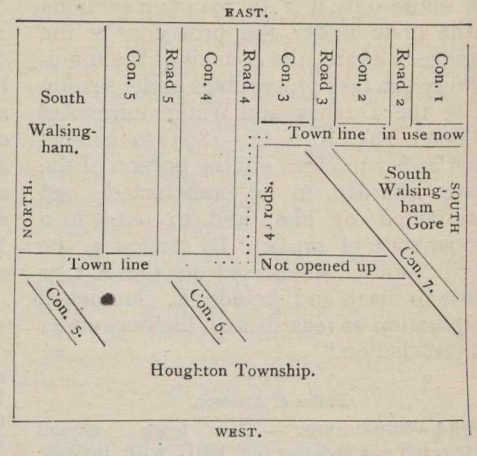 EAST.
South
Walsing-
ham.
Con. 5
Road 5
Con. 4
Road 4
Con. 3
Road 3
Con. 2
Road 2
Con. 1
Town line in use now
NORTH.
4 rods.
South
Walsing-
ham
Gore
SOUTH
Town line
Not opened up
Con. 7.
Con. 5.
Con. 6.
Houghton Township.
WEST.